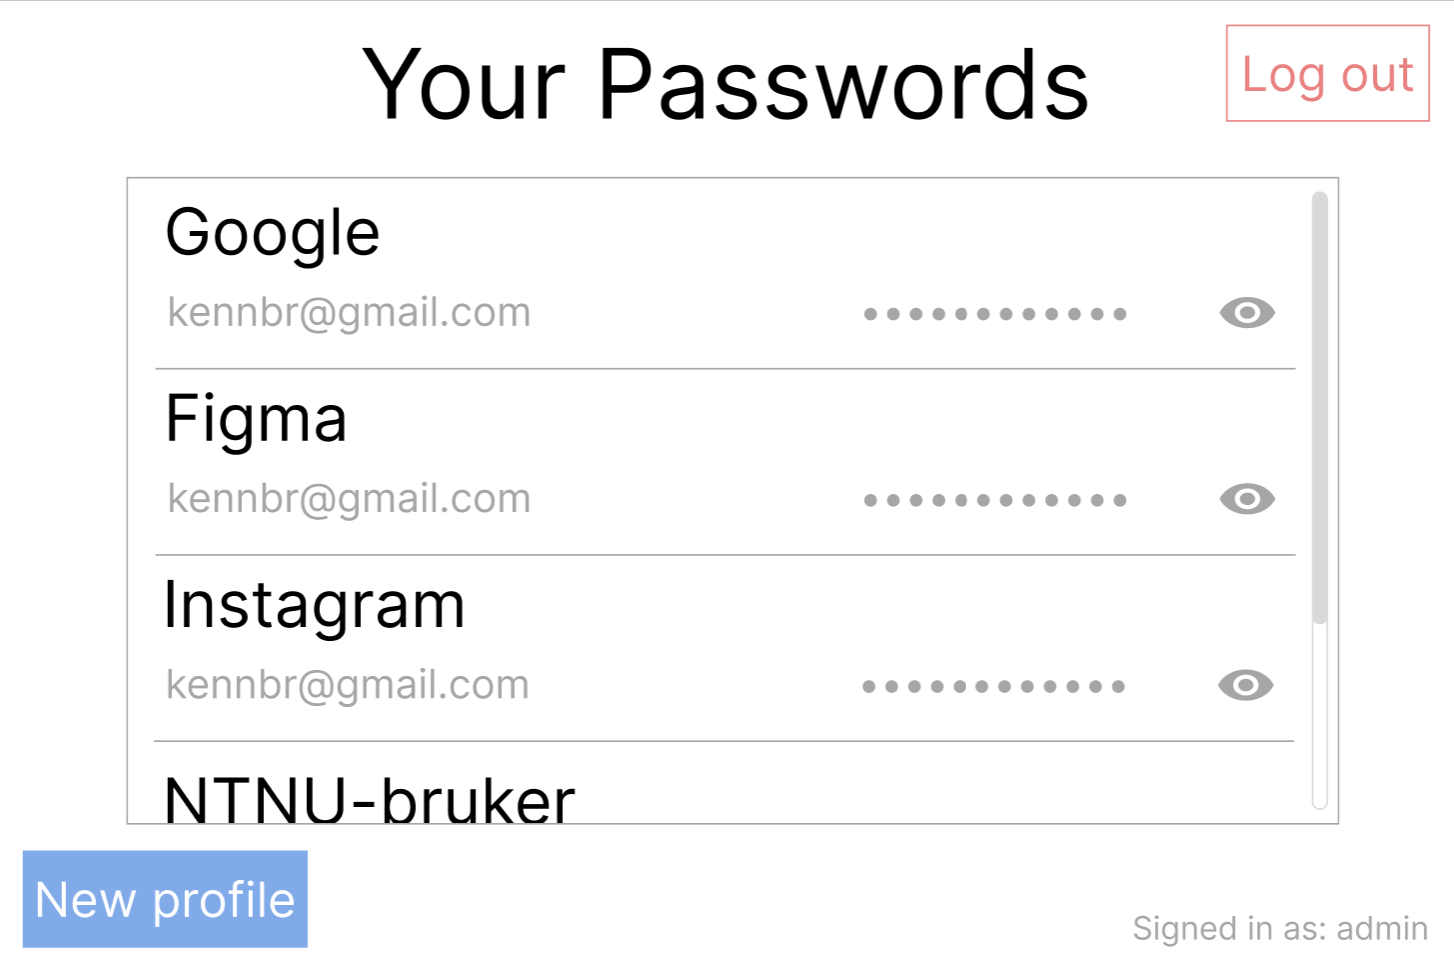 Your Passwords
Log out
Google
kennbr@gmail.com
••••••••••••
Figma
kennbr@gmail.com
••••••••••••
Instagram
kennbr@gmail.com
••••••••••••
NTNU-bruker
New profile
Signed in as: admin